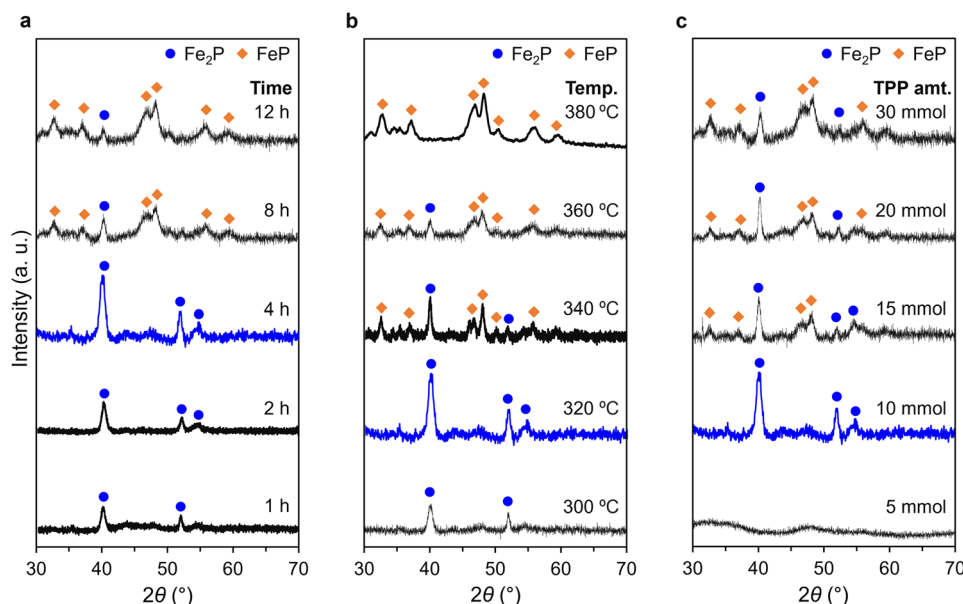 a
Fe₂P FeP
Time
12 h
8 h
4 h
2 h
1 h
30 40 50 60 70
2θ (°)
Intensity (a. u.)
b
Fe₂P FeP
Temp.
380 ºC
360 ºC
340 ºC
320 ºC
300 ºC
30 40 50 60 70
2θ (°)
c
Fe₂P FeP
TPP amt.
30 mmol
20 mmol
15 mmol
10 mmol
5 mmol
30 40 50 60 70
2θ (°)